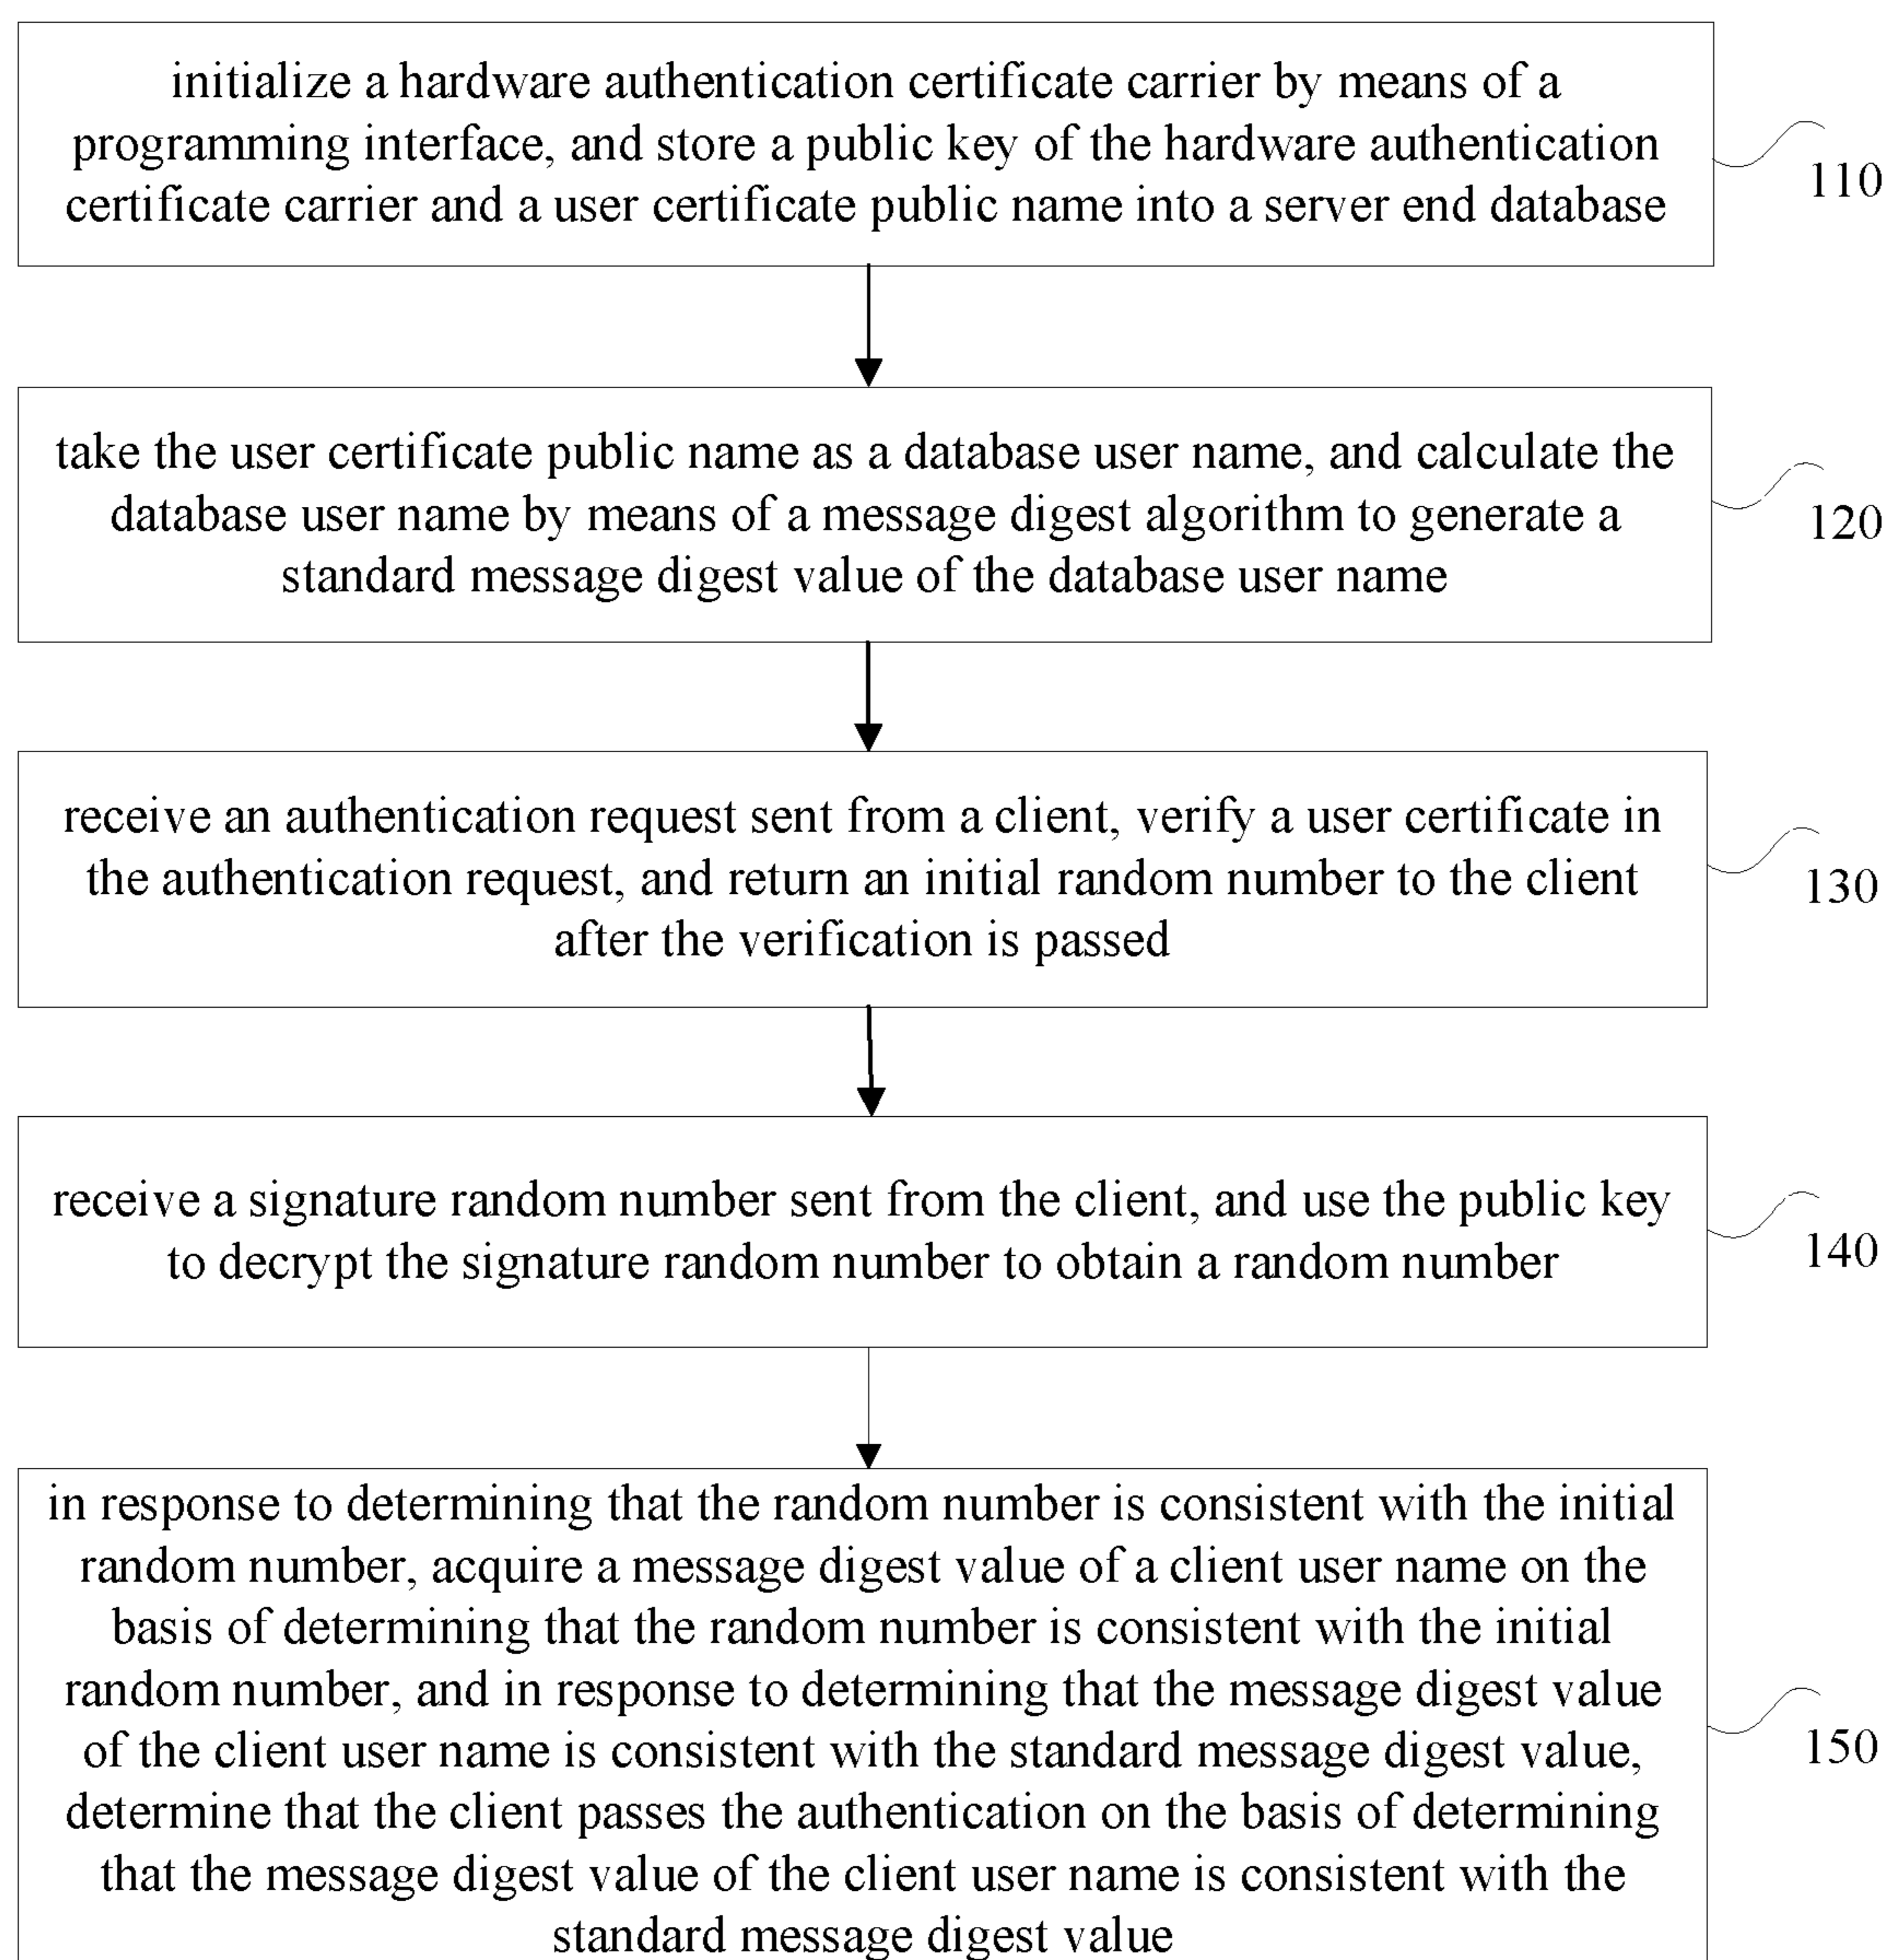 initialize a hardware authentication certificate carrier by means of a
programming interface, and store a public key of the hardware authentication
certificate carrier and a user certificate public name into a server end database
110
take the user certificate public name as a database user name, and calculate the
database user name by means of a message digest algorithm to generate a
standard message digest value of the database user name
120
receive an authentication request sent from a client, verify a user certificate in
the authentication request, and return an initial random number to the client
after the verification is passed
130
receive a signature random number sent from the client, and use the public key
to decrypt the signature random number to obtain a random number
140
in response to determining that the random number is consistent with the initial
random number, acquire a message digest value of a client user name on the
basis of determining that the random number is consistent with the initial
random number, and in response to determining that the message digest value
of the client user name is consistent with the standard message digest value,
determine that the client passes the authentication on the basis of determining
that the message digest value of the client user name is consistent with the
standard message digest value
150